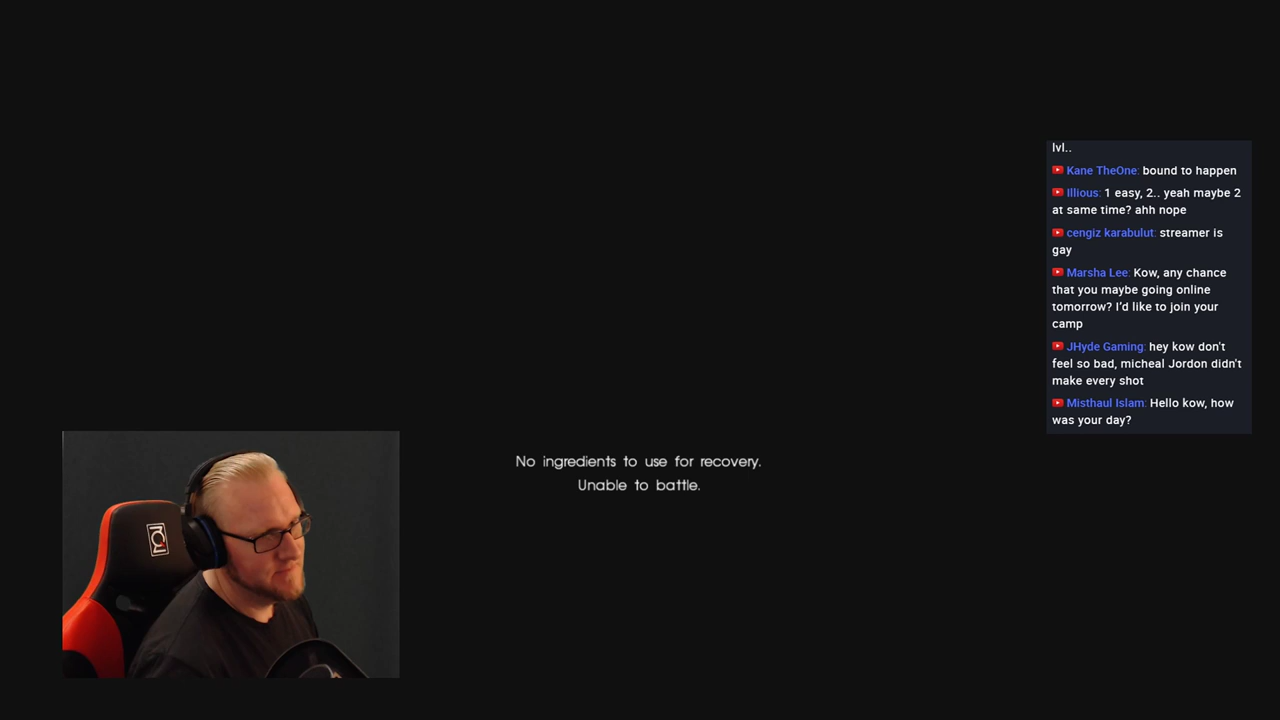 lvl..
Kane TheOne: bound to happen
Illious: 1 easy, 2.. yeah maybe 2
at same time? ahh nope
cengiz karabulut: streamer is
gay
Marsha Lee: Kow, any chance
that you maybe going online
tomorrow? I'd like to join your
camp
JHyde Gaming: hey kow don't
feel so bad, micheal Jordon didn't
make every shot
Misthaul Islam: Hello kow, how
was your day?
No ingredients to use for recovery.
Unable to battle.